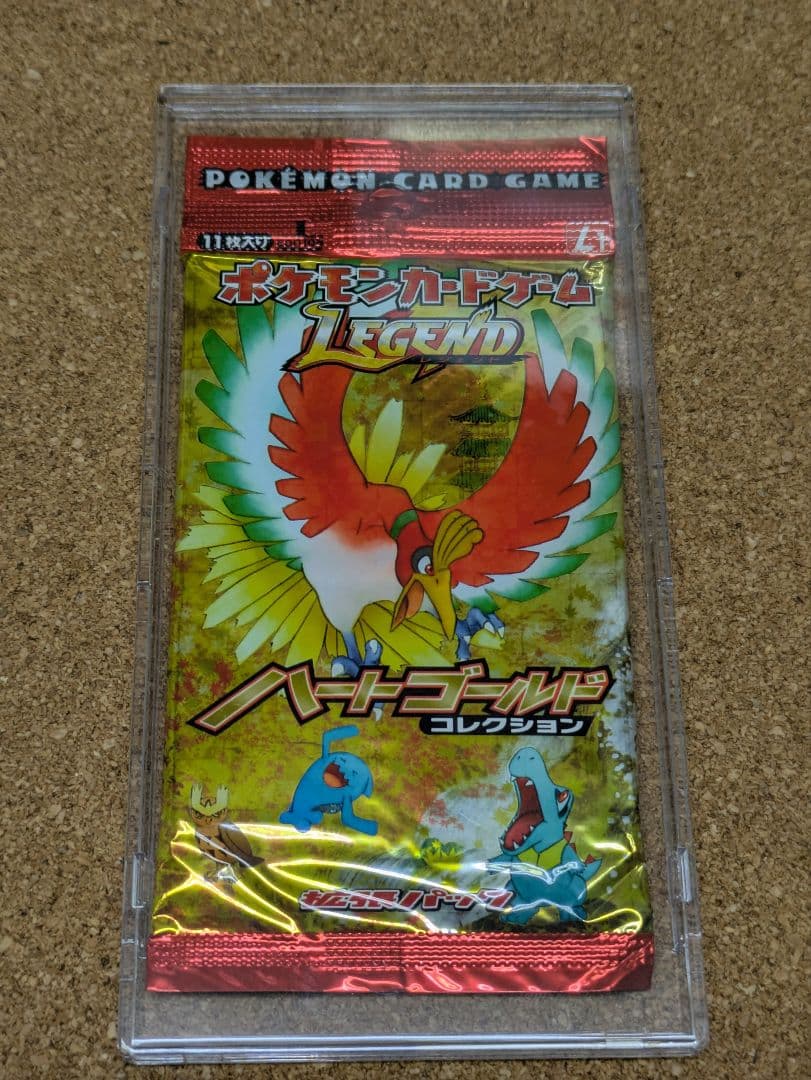 POKÉMON CARD GAME
11枚入り
ポケモンカードゲーム
LEGEND
ハートゴールド
コレクション
拡張パック